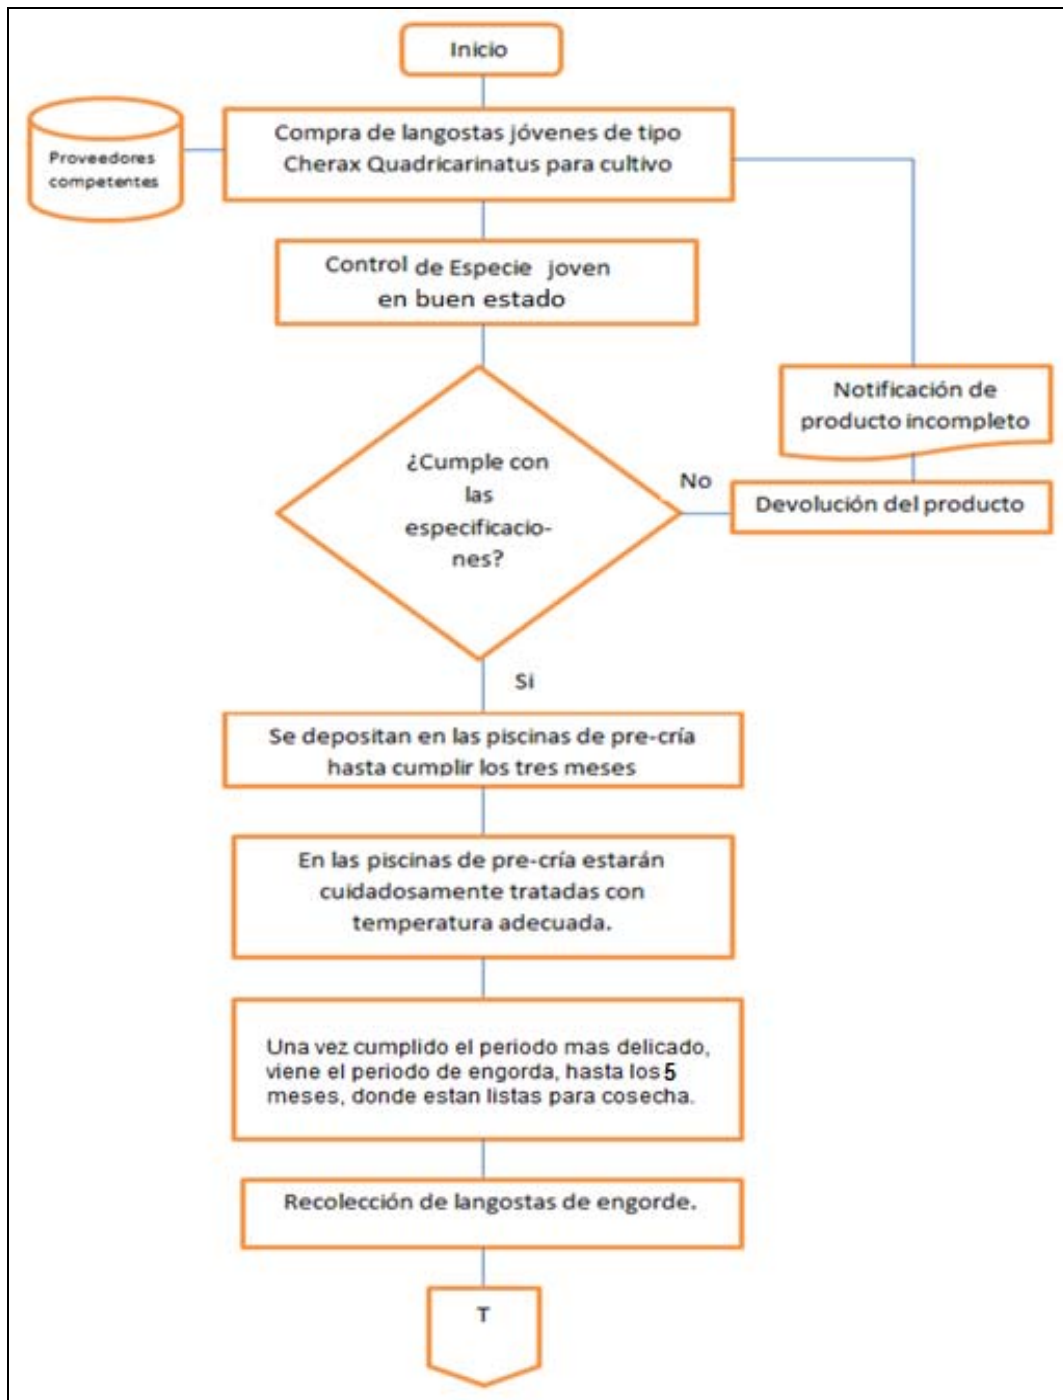 Inicio
Proveedores
competentes
Compra de langostas jóvenes de tipo
Cherax Quadricarinatus para cultivo
Control de Especie joven
en buen estado
Notificación de
producto incompleto
¿Cumple con
las
especificacio-
nes?
No
Devolución del producto
Si
Se depositan en las piscinas de pre-cría
hasta cumplir los tres meses
En las piscinas de pre-cría estarán
cuidadosamente tratadas con
temperatura adecuada.
Una vez cumplido el periodo mas delicado,
viene el periodo de engorda, hasta los 5
meses, donde estan listas para cosecha.
Recolección de langostas de engorde.
T